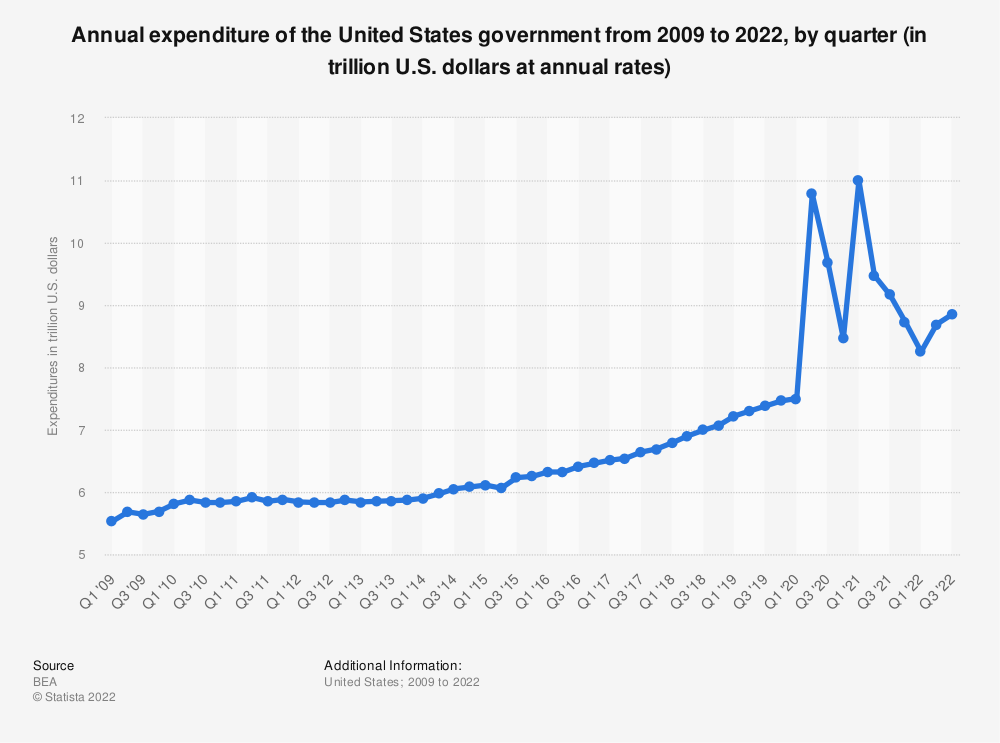 Annual expenditure of the United States government from 2009 to 2022, by quarter (in
trillion U.S. dollars at annual rates)
Expenditures in trillion U.S. dollars
12
11
10
9
8
7
6
5
Q1 '09
Q3 '09
Q1 '10
Q3 '10
Q1 '11
Q3 '11
Q1 '12
Q3 '12
Q1 '13
Q3 '13
Q1 '14
Q3 '14
Q1 '15
Q3 '15
Q1 '16
Q3 '16
Q1 '17
Q3 '17
Q1 '18
Q3 '18
Q1 '19
Q3 '19
Q1 '20
Q3 '20
Q1 '21
Q3 '21
Q1 '22
Q3 '22
Source
BEA
© Statista 2022
Additional Information:
United States; 2009 to 2022